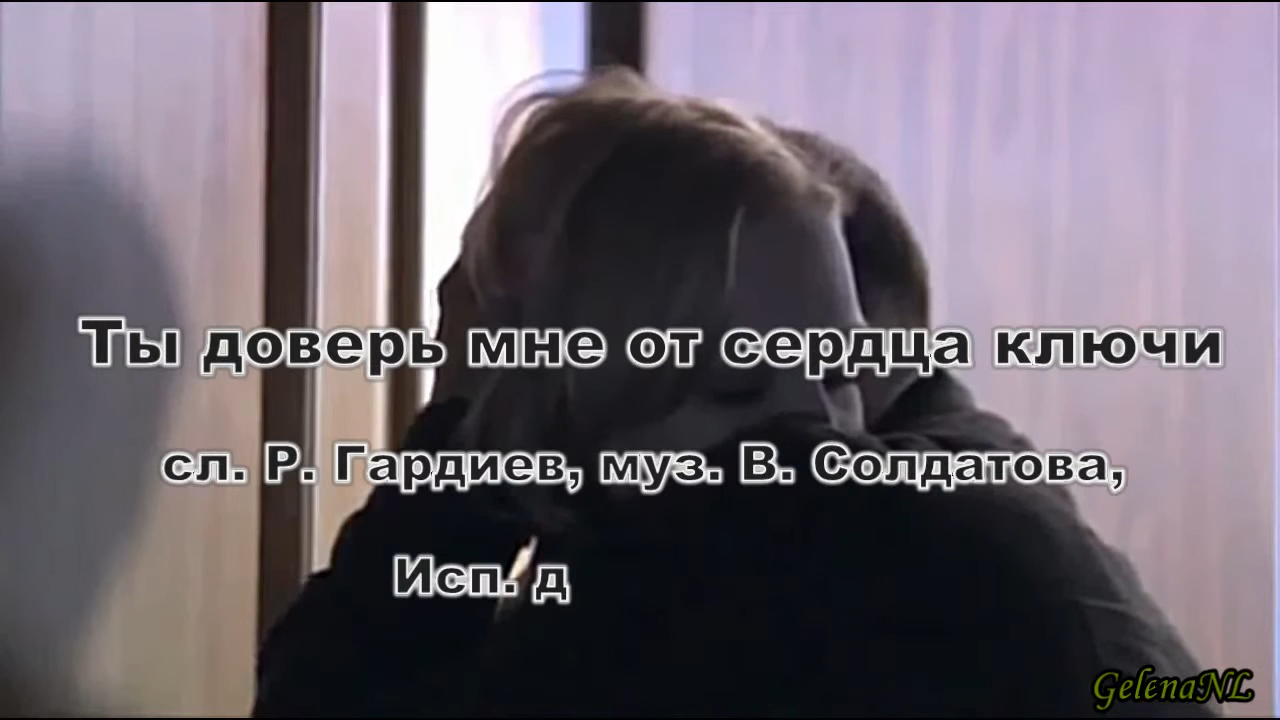 Ты доверь мне от сердца ключи
сл. Р. Гардиев, муз. В. Солдатова,
Исп. д
GelenaNL